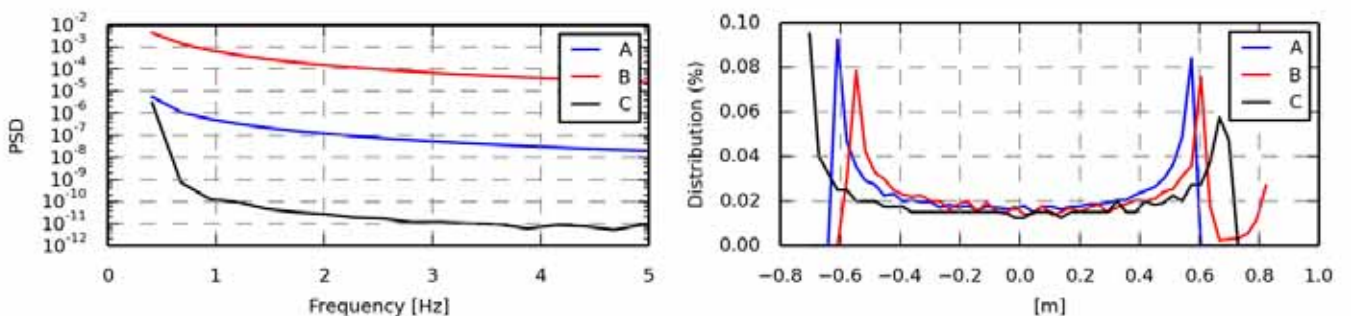 10⁻²
10⁻³
10⁻⁴
10⁻⁵
10⁻⁶
10⁻⁷
10⁻⁸
10⁻⁹
10⁻¹⁰
10⁻¹¹
10⁻¹²
PSD
0 1 2 3 4 5
Frequency [Hz]
A
B
C
0.10
0.08
0.06
0.04
0.02
0.00
Distribution (%)
−0.8 −0.6 −0.4 −0.2 0.0 0.2 0.4 0.6 0.8 1.0
[m]
A
B
C